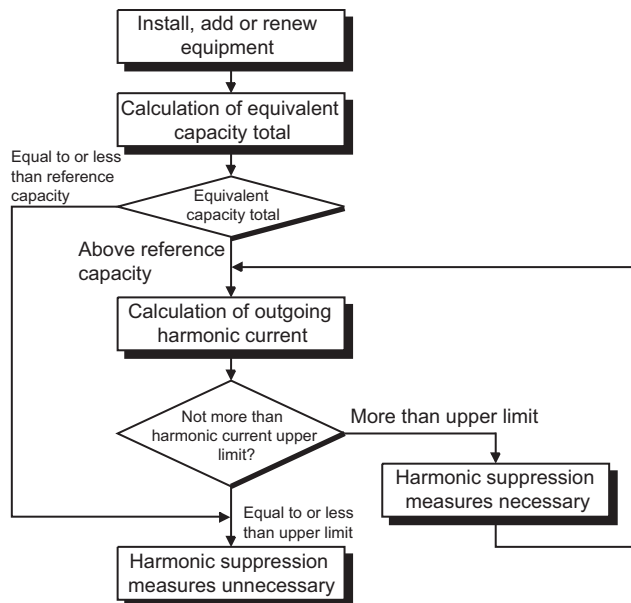 Install, add or renew
equipment
Calculation of equivalent
capacity total
Equal to or less
than reference
capacity
Equivalent
capacity total
Above reference
capacity
Calculation of outgoing
harmonic current
Not more than
harmonic current upper
limit?
More than upper limit
Harmonic suppression
measures necessary
Equal to or less
than upper limit
Harmonic suppression
measures unnecessary